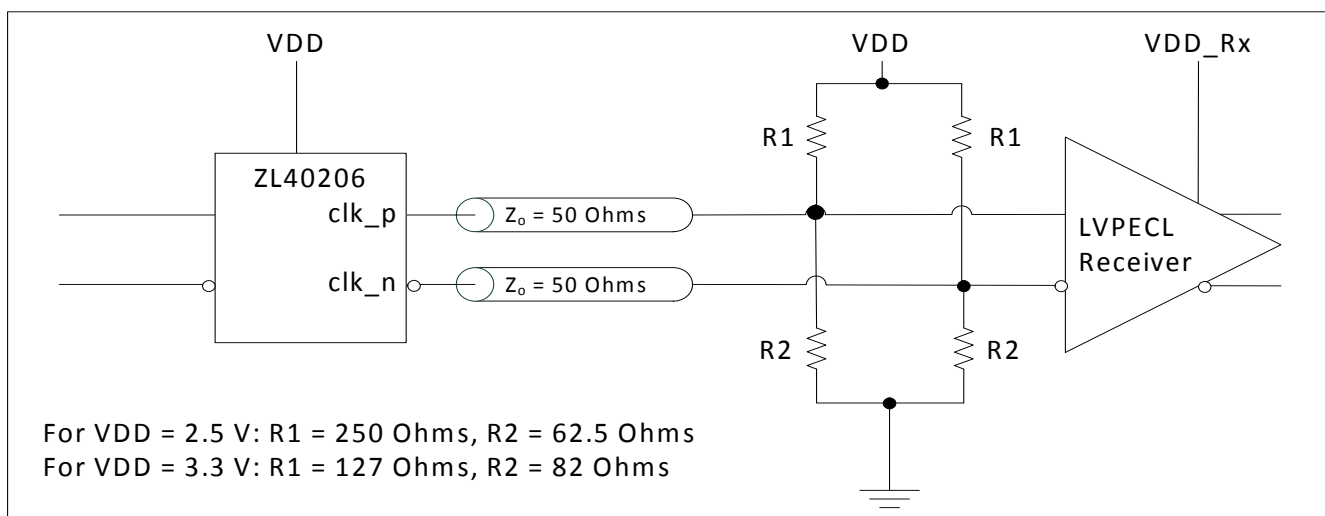 VDD
VDD
VDD_Rx
ZL40206
R1
R1
clk_p
Zo = 50 Ohms
LVPECL
Receiver
clk_n
Zo = 50 Ohms
R2
R2
For VDD = 2.5 V: R1 = 250 Ohms, R2 = 62.5 Ohms
For VDD = 3.3 V: R1 = 127 Ohms, R2 = 82 Ohms